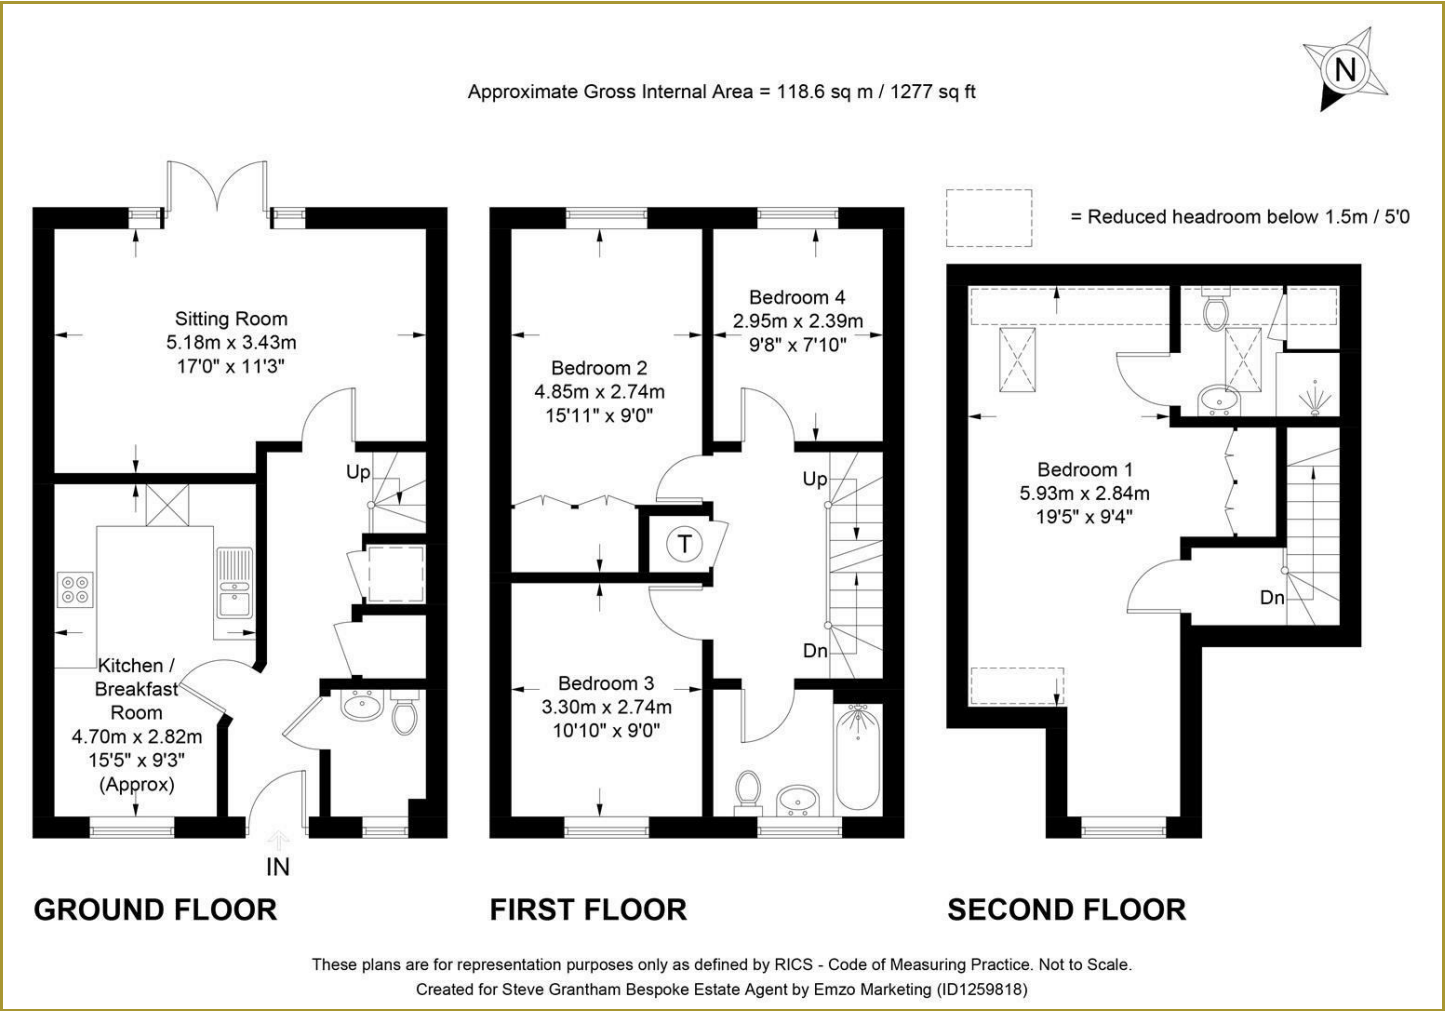 N
Approximate Gross Internal Area = 118.6 sq m / 1277 sq ft
= Reduced headroom below 1.5m / 5'0
Sitting Room
5.18m x 3.43m
17'0" x 11'3"
Up
Kitchen /
Breakfast
Room
4.70m x 2.82m
15'5" x 9'3"
(Approx)
IN
GROUND FLOOR
Bedroom 4
2.95m x 2.39m
9'8" x 7'10"
Bedroom 2
4.85m x 2.74m
15'11" x 9'0"
Up
T
Dn
Bedroom 3
3.30m x 2.74m
10'10" x 9'0"
FIRST FLOOR
Bedroom 1
5.93m x 2.84m
19'5" x 9'4"
Dn
SECOND FLOOR
These plans are for representation purposes only as defined by RICS - Code of Measuring Practice. Not to Scale.
Created for Steve Grantham Bespoke Estate Agent by Emzo Marketing (ID1259818)